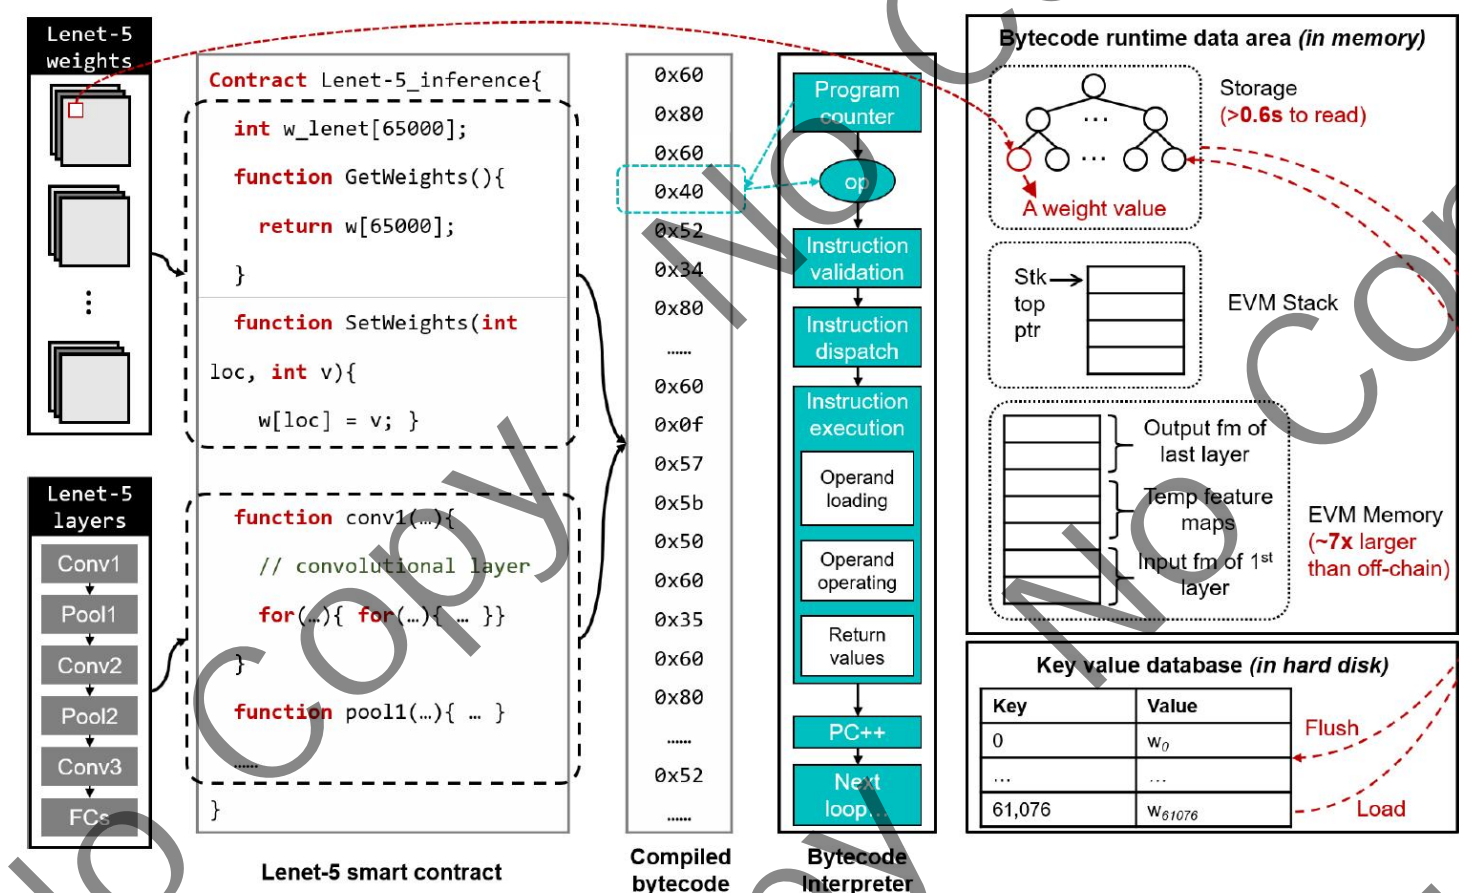 Lenet-5
weights
Lenet-5
layers
Conv1
Pool1
Conv2
Pool2
Conv3
FCs
Contract Lenet-5_inference{
int w_lenet[65000];
function GetWeights(){
return w[65000];
}
function SetWeights(int
loc, int v){
w[loc] = v; }
function conv1(…){
// convolutional layer
for(…){ for(…){ … }}
}
function pool1(…){ … }
……
}
Lenet-5 smart contract
0x60
0x80
0x60
0x40
0x52
0x34
0x80
……
0x60
0x0f
0x57
0x5b
0x50
0x60
0x35
0x60
0x80
……
0x52
……
Compiled
bytecode
Program
counter
op
Instruction
validation
Instruction
dispatch
Instruction
execution
Operand
loading
Operand
operating
Return
values
PC++
Next
loop…
Bytecode
Interpreter
Bytecode runtime data area (in memory)
Storage
(>0.6s to read)
…
…
A weight value
Stk
top
ptr
EVM Stack
Output fm of
last layer
Temp feature
maps
Input fm of 1st
layer
EVM Memory
(~7x larger
than off-chain)
Key value database (in hard disk)
Key Value
0 w0
… …
61,076 w61076
Flush
Load
No Copy
No Copy
No Copy